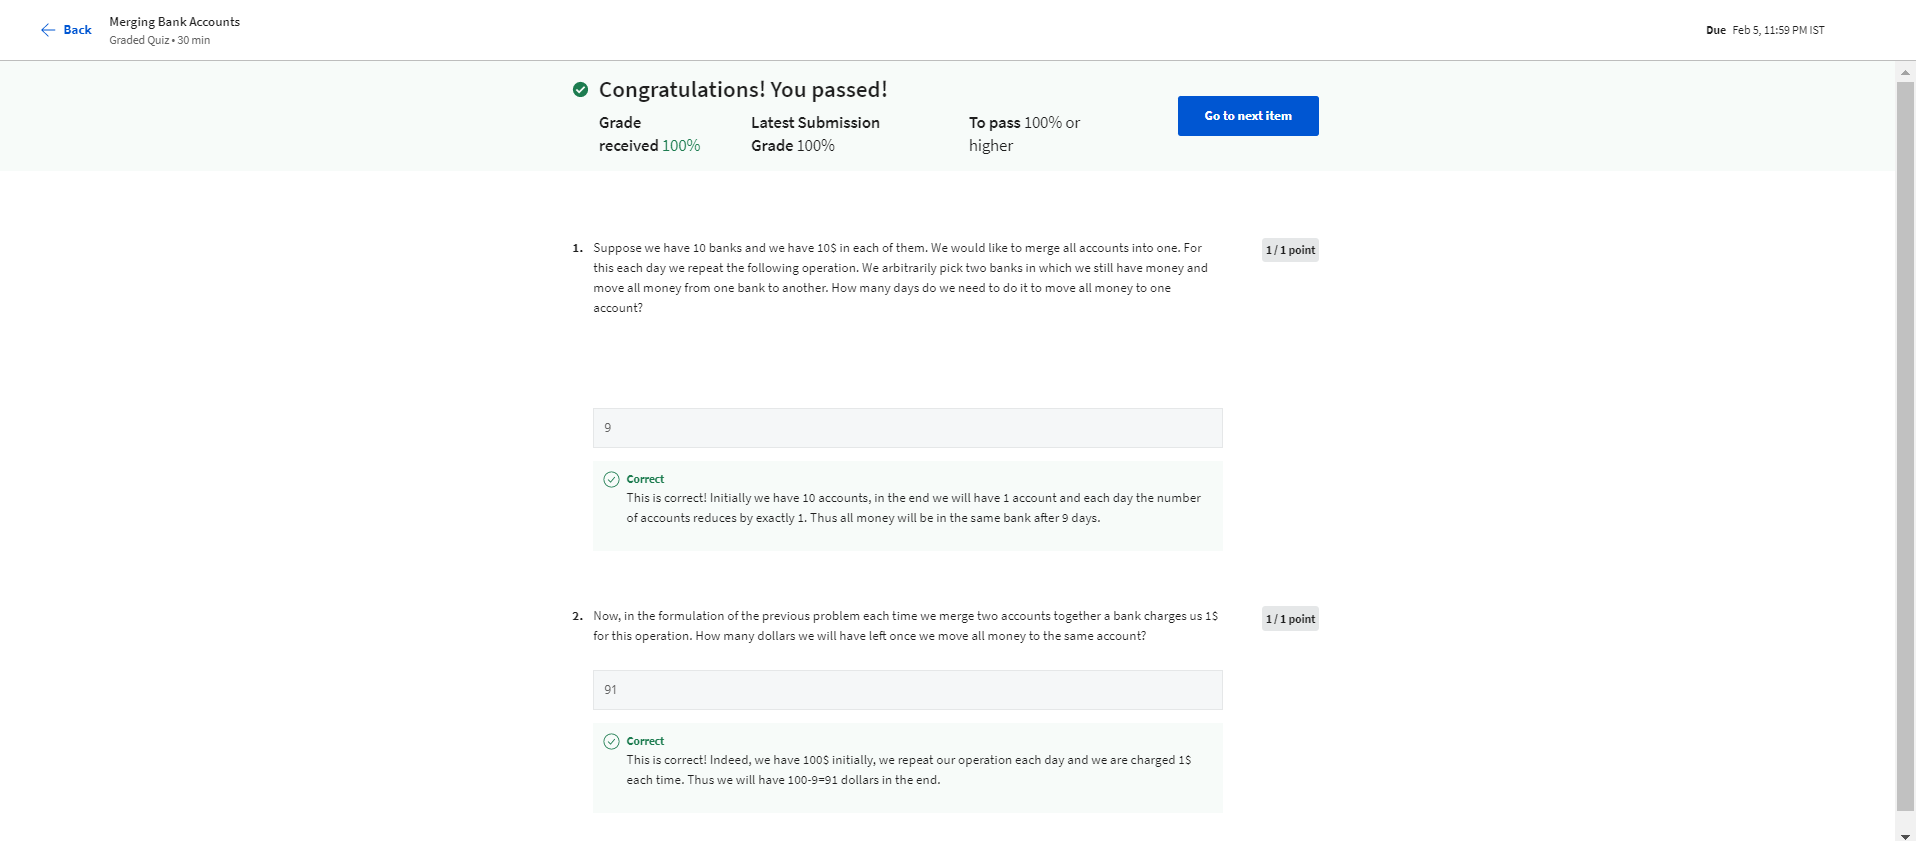 Back
Merging Bank Accounts
Graded Quiz • 30 min
Due Feb 5, 11:59 PM IST
Congratulations! You passed!
Grade
received 100%
Latest Submission
Grade 100%
To pass 100% or
higher
Go to next item
1. Suppose we have 10 banks and we have 10$ in each of them. We would like to merge all accounts into one. For
this each day we repeat the following operation. We arbitrarily pick two banks in which we still have money and
move all money from one bank to another. How many days do we need to do it to move all money to one
account?
1 / 1 point
9
Correct
This is correct! Initially we have 10 accounts, in the end we will have 1 account and each day the number
of accounts reduces by exactly 1. Thus all money will be in the same bank after 9 days.
2. Now, in the formulation of the previous problem each time we merge two accounts together a bank charges us 1$
for this operation. How many dollars we will have left once we move all money to the same account?
1 / 1 point
91
Correct
This is correct! Indeed, we have 100$ initially, we repeat our operation each day and we are charged 1$
each time. Thus we will have 100-9=91 dollars in the end.